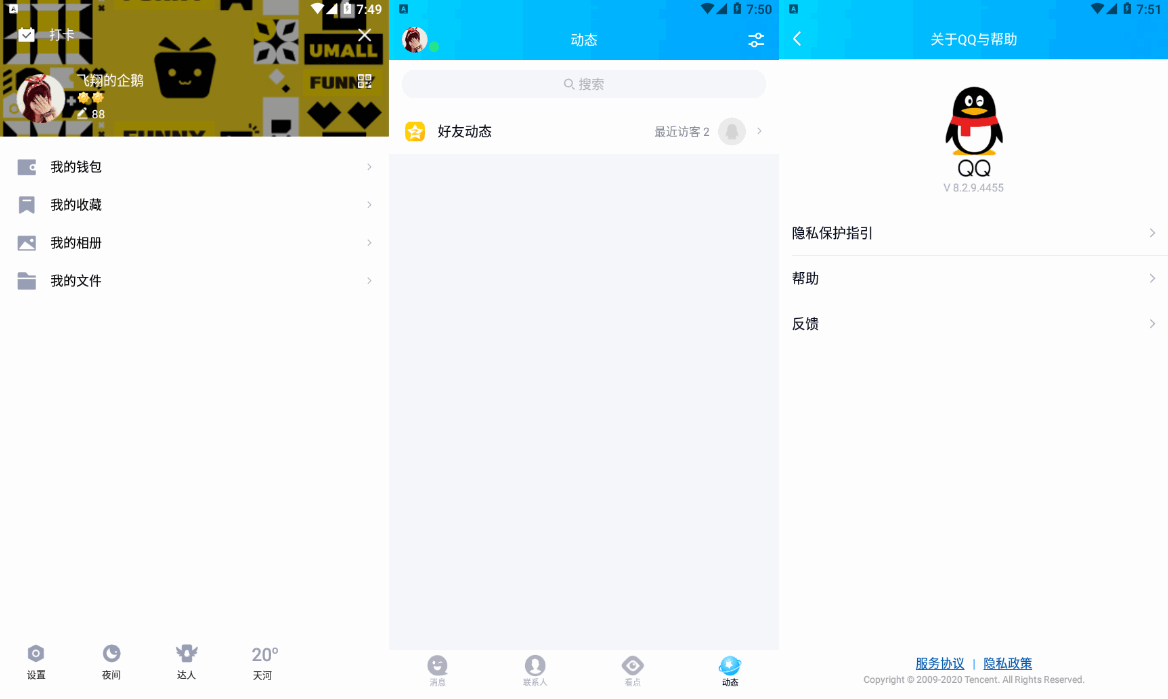 7:49
打卡
UMALL
FUNNY
飞翔的企鹅
88
FUNNY
我的钱包
我的收藏
我的相册
我的文件
设置
夜间
达人
20º
天河
7:50
动态
搜索
好友动态
最近访客 2
消息
联系人
看点
动态
7:51
关于QQ与帮助
QQ
V 8.2.9.4455
隐私保护指引
帮助
反馈
服务协议 | 隐私政策
Copyright © 2009-2020 Tencent. All Rights Reserved.